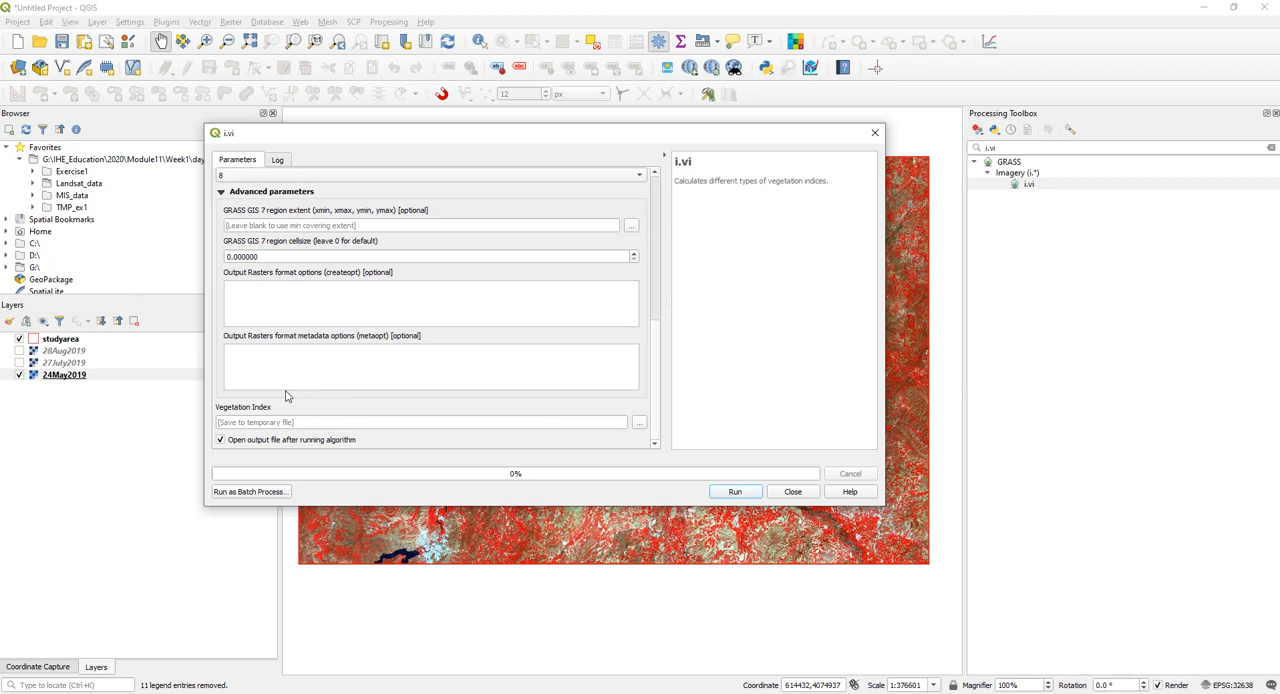 *Untitled Project - QGIS
Project Edit View Layer Settings Plugins Vector Raster Database Web Mesh SCP Processing Help
12 px
Browser
Favorites
G:\IHE_Education\2020\Module11\Week1\day
Exercise1
Landsat_data
MIS_data
TMP_ex1
Spatial Bookmarks
Home
C:\
D:\
G:\
GeoPackage
SpatiaLite
Layers
studyarea
28Aug2019
27July2019
24May2019
Coordinate Capture Layers
i.vi
Parameters Log
8
Advanced parameters
GRASS GIS 7 region extent (xmin, xmax, ymin, ymax) [optional]
[Leave blank to use min covering extent]
...
GRASS GIS 7 region cellsize (leave 0 for default)
0.000000
Output Rasters format options (createopt) [optional]
Output Rasters format metadata options (metaopt) [optional]
Vegetation Index
[Save to temporary file]
...
Open output file after running algorithm
i.vi
Calculates different types of vegetation indices.
0%
Cancel
Run as Batch Process...
Run Close Help
Processing Toolbox
i.vi
GRASS
Imagery (i.*)
i.vi
Type to locate (Ctrl+K) 11 legend entries removed. Coordinate 614432,4074937 Scale 1:376601 Magnifier 100% Rotation 0.0 ° Render EPSG:32638